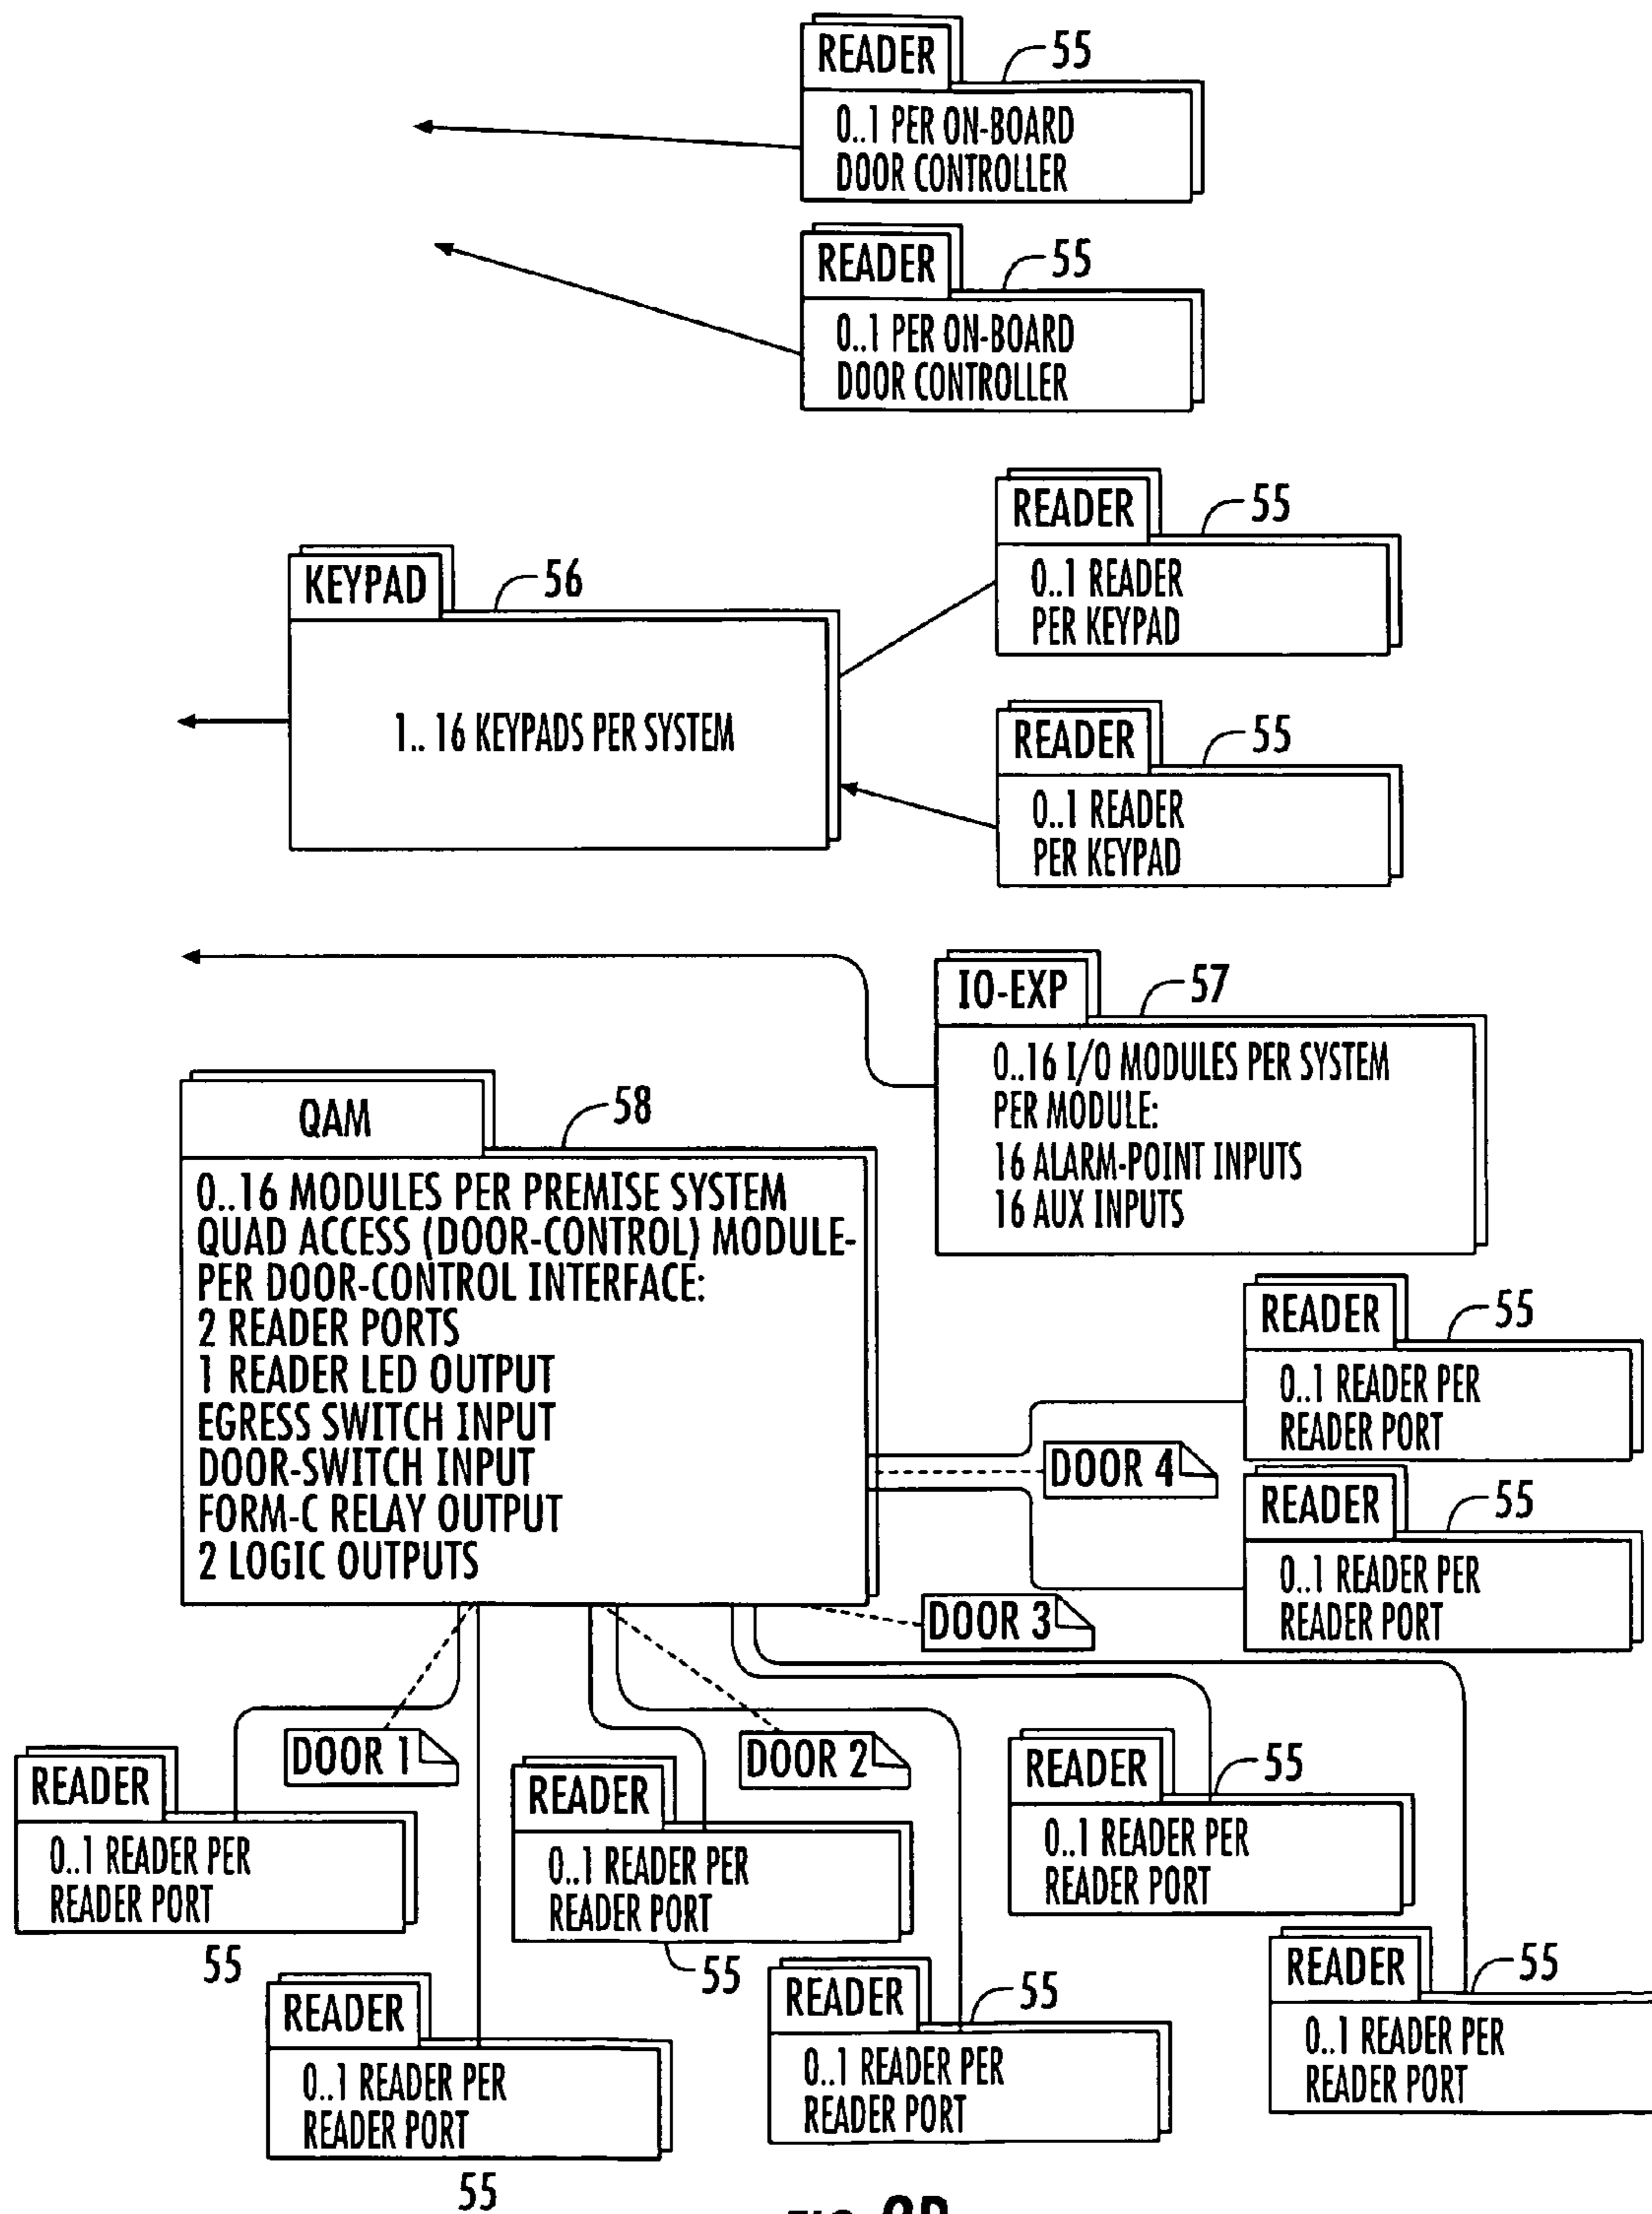 READER
55
0..1 PER ON-BOARD
DOOR CONTROLLER
READER
55
0..1 PER ON-BOARD
DOOR CONTROLLER
READER
55
0..1 READER
PER KEYPAD
KEYPAD
56
1.. 16 KEYPADS PER SYSTEM
READER
55
0..1 READER
PER KEYPAD
IO-EXP
57
0..16 I/O MODULES PER SYSTEM
PER MODULE:
16 ALARM-POINT INPUTS
16 AUX INPUTS
QAM
58
0..16 MODULES PER PREMISE SYSTEM
QUAD ACCESS (DOOR-CONTROL) MODULE-
PER DOOR-CONTROL INTERFACE:
2 READER PORTS
1 READER LED OUTPUT
EGRESS SWITCH INPUT
DOOR-SWITCH INPUT
FORM-C RELAY OUTPUT
2 LOGIC OUTPUTS
READER
55
0..1 READER PER
READER PORT
DOOR 4
READER
55
0..1 READER PER
READER PORT
DOOR 3
DOOR 1
DOOR 2
READER
0..1 READER PER
READER PORT
55
READER
0..1 READER PER
READER PORT
55
READER
55
0..1 READER PER
READER PORT
READER
0..1 READER PER
READER PORT
55
READER
55
0..1 READER PER
READER PORT
READER
55
0..1 READER PER
READER PORT